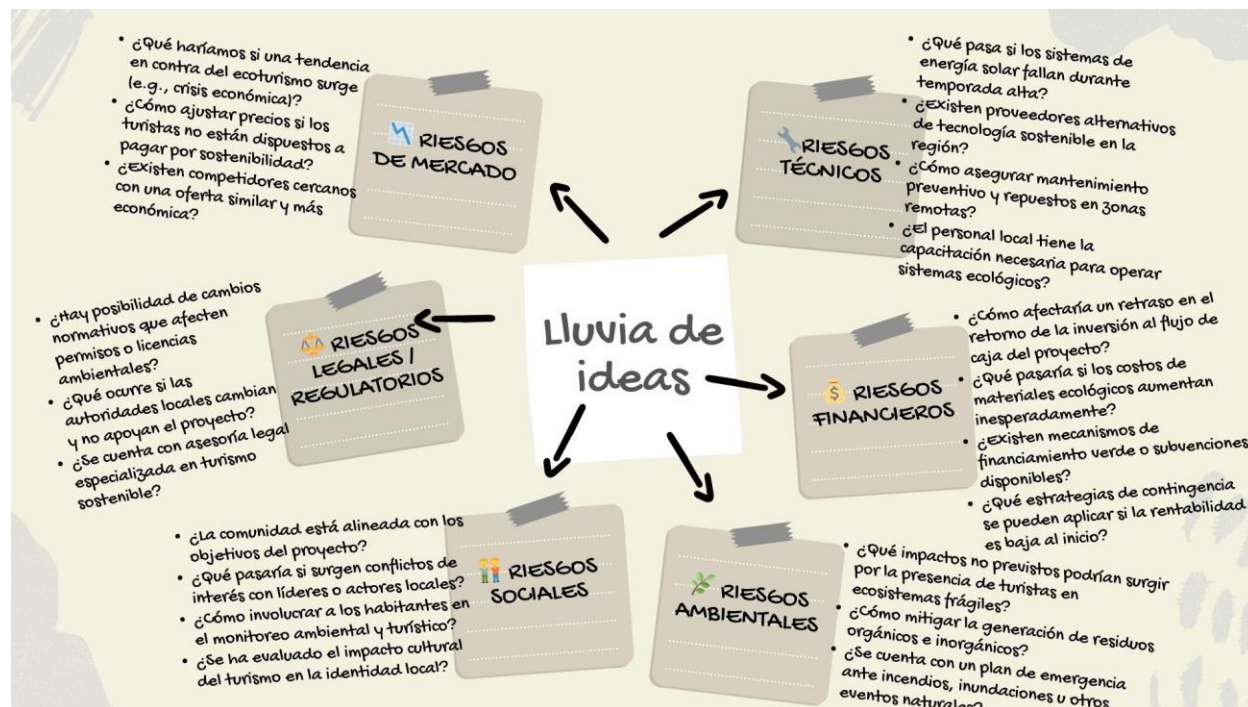 • ¿Qué haríamos si una tendencia
en contra del ecoturismo surge
(e.g., crisis económica)?
• ¿Cómo ajustar precios si los
turistas no están dispuestos a
pagar por sostenibilidad?
• ¿Existen competidores cercanos
con una oferta similar y más
económica?
RIESGOS
DE MERCADO
• ¿Qué pasa si los sistemas de
energía solar fallan durante
temporada alta?
• ¿Existen proveedores alternativos
de tecnología sostenible en la
región?
• ¿Cómo asegurar mantenimiento
preventivo y repuestos en zonas
remotas?
• ¿El personal local tiene la
capacitación necesaria para operar
sistemas ecológicos?
RIESGOS
TÉCNICOS
Lluvia de
ideas
• ¿Hay posibilidad de cambios
normativos que afecten
permisos o licencias
ambientales?
• ¿Qué ocurre si las
autoridades locales cambian
y no apoyan el proyecto?
• ¿Se cuenta con asesoría legal
especializada en turismo
sostenible?
RIESGOS
LEGALES /
REGULATORIOS
• ¿Cómo afectaría un retraso en el
retorno de la inversión al flujo de
caja del proyecto?
• ¿Qué pasaría si los costos de
materiales ecológicos aumentan
inesperadamente?
• ¿Existen mecanismos de
financiamiento verde o subvenciones
disponibles?
• ¿Qué estrategias de contingencia
se pueden aplicar si la rentabilidad
es baja al inicio?
RIESGOS
FINANCIEROS
• ¿La comunidad está alineada con los
objetivos del proyecto?
• ¿Qué pasaría si surgen conflictos de
interés con líderes o actores locales?
• ¿Cómo involucrar a los habitantes en
el monitoreo ambiental y turístico?
• ¿Se ha evaluado el impacto cultural
del turismo en la identidad local?
RIESGOS
SOCIALES
• ¿Qué impactos no previstos podrían surgir
por la presencia de turistas en
ecosistemas frágiles?
• ¿Cómo mitigar la generación de residuos
orgánicos e inorgánicos?
• ¿Se cuenta con un plan de emergencia
ante incendios, inundaciones u otros
eventos naturales?
RIESGOS
AMBIENTALES